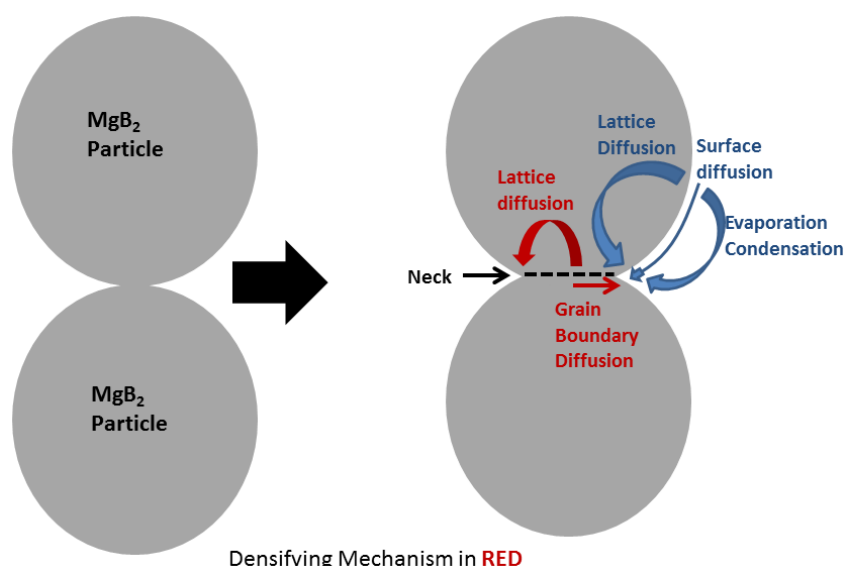 MgB₂
Particle
MgB₂
Particle
Lattice
Diffusion
Surface
diffusion
Lattice
diffusion
Evaporation
Condensation
Neck
Grain
Boundary
Diffusion
Densifying Mechanism in RED